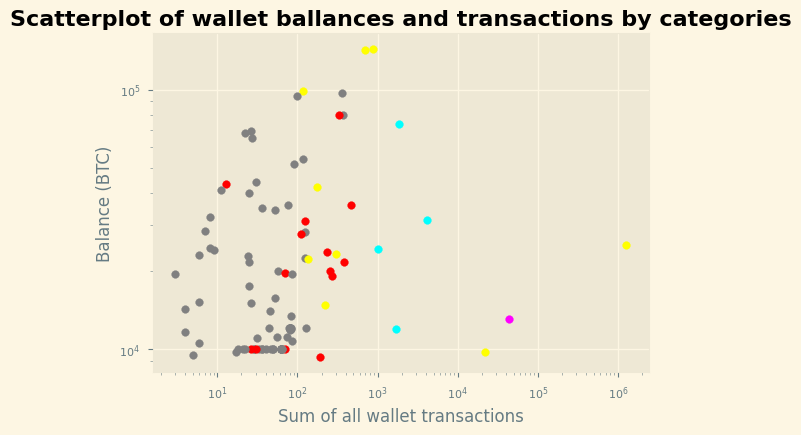 Scatterplot of wallet ballances and transactions by categories
10^5
Balance (BTC)
10^4
10^1 10^2 10^3 10^4 10^5 10^6
Sum of all wallet transactions